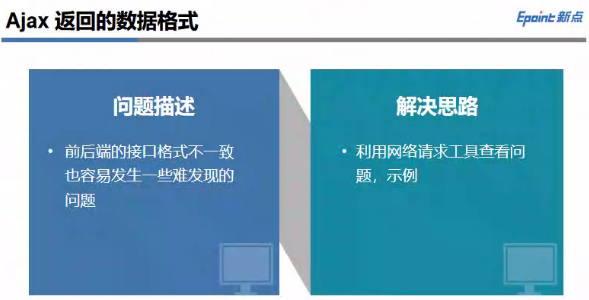 Ajax 返回的数据格式
Epoint 新点
问题描述
• 前后端的接口格式不一致
也容易发生一些难发现的
问题
解决思路
• 利用网络请求工具查看问
题，示例